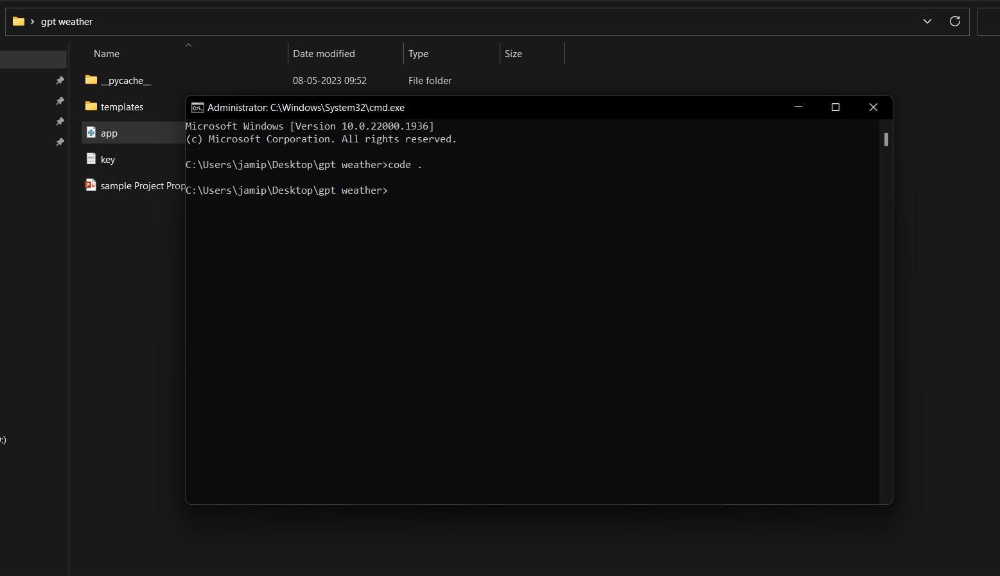 gpt weather
Name Date modified Type Size
__pycache__ 08-05-2023 09:52 File folder
templates
app
key
sample Project Prop
:)
Administrator: C:\Windows\System32\cmd.exe
Microsoft Windows [Version 10.0.22000.1936]
(c) Microsoft Corporation. All rights reserved.
C:\Users\jamip\Desktop\gpt weather>code .
C:\Users\jamip\Desktop\gpt weather>